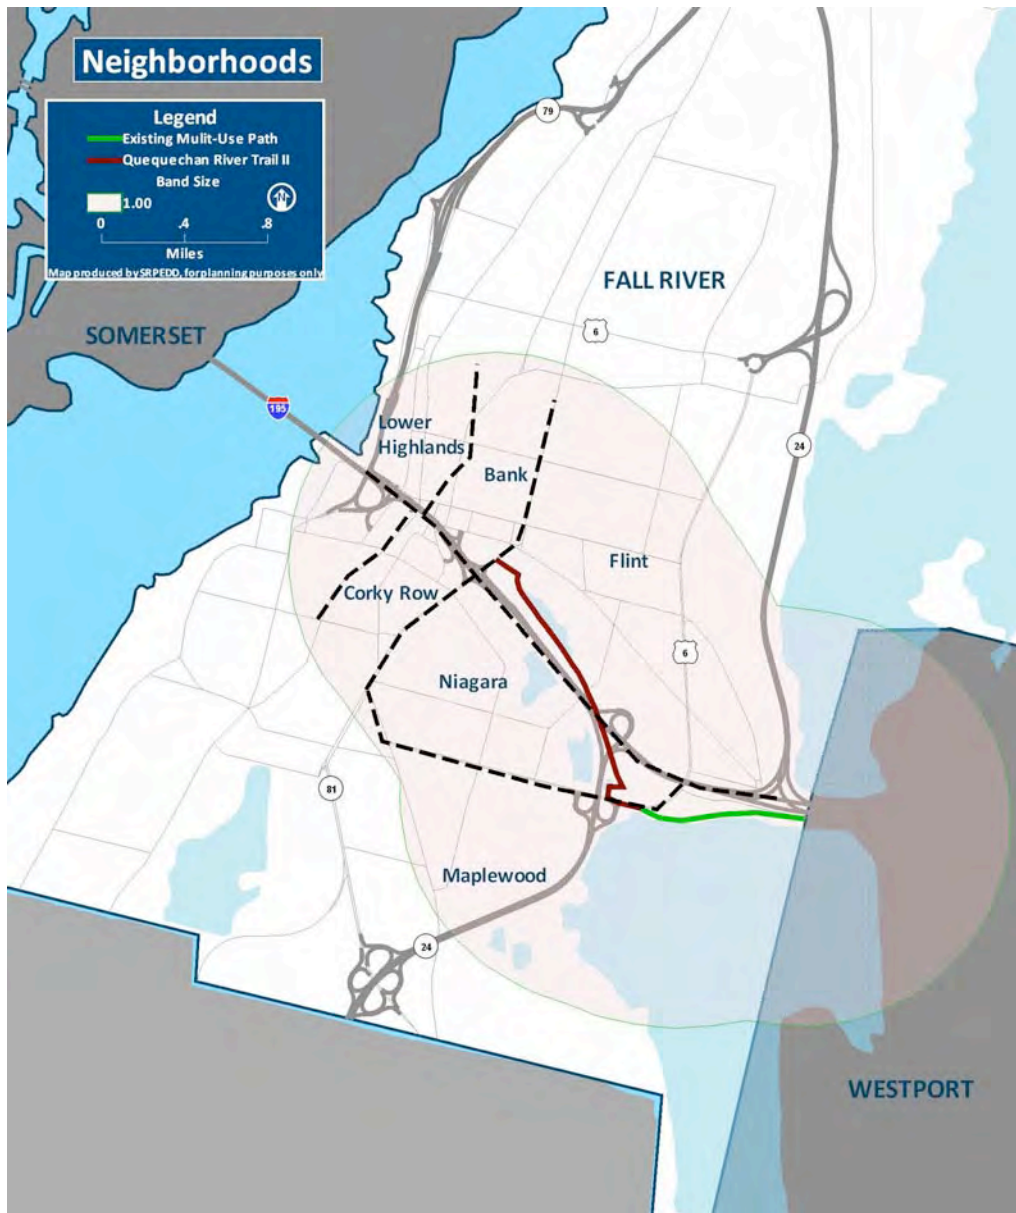 Neighborhoods
Legend
Existing Mulit-Use Path
Quequechan River Trail II
Band Size
1.00
0 .4 .8
Miles
Map produced by SRPEDD, for planning purposes only
79
FALL RIVER
6
SOMERSET
195
Lower
Highlands
24
Bank
Flint
Corky Row
6
Niagara
81
Maplewood
24
WESTPORT